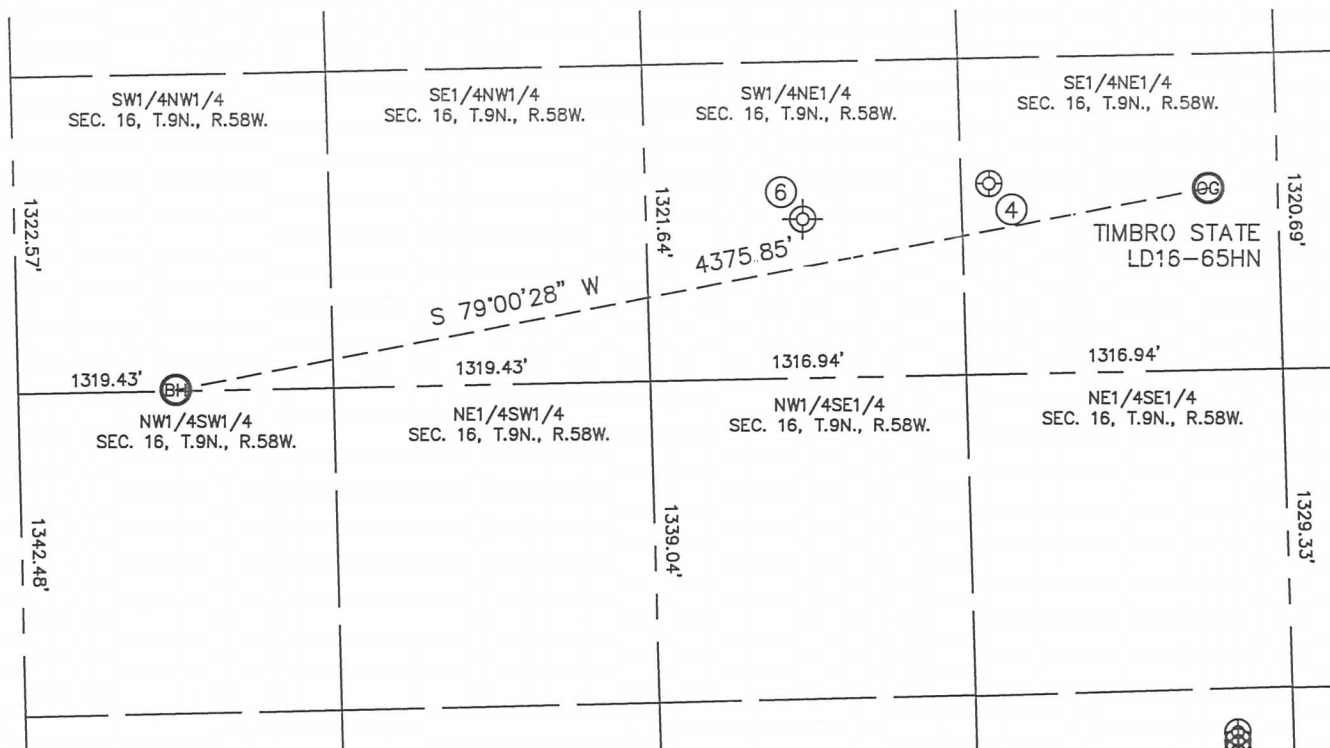 SW1/4NW1/4
SEC. 16, T.9N., R.58W.
SE1/4NW1/4
SEC. 16, T.9N., R.58W.
SW1/4NE1/4
SEC. 16, T.9N., R.58W.
SE1/4NE1/4
SEC. 16, T.9N., R.58W.
1322.57'
1321.64'
6
4
OG
1320.69'
TIMBRO STATE
LD16-65HN
S 79°00'28" W
4375.85'
1319.43'
BH
1319.43'
1316.94'
1316.94'
NW1/4SW1/4
SEC. 16, T.9N., R.58W.
NE1/4SW1/4
SEC. 16, T.9N., R.58W.
NW1/4SE1/4
SEC. 16, T.9N., R.58W.
NE1/4SE1/4
SEC. 16, T.9N., R.58W.
1342.48'
1339.04'
1329.33'